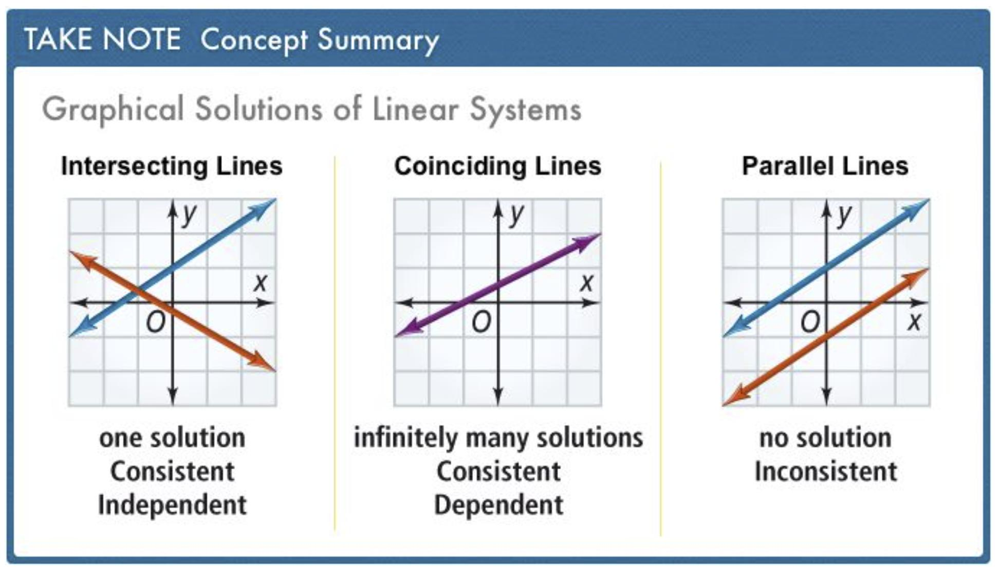 TAKE NOTE Concept Summary
Graphical Solutions of Linear Systems
Intersecting Lines
y
x
O
one solution
Consistent
Independent
Coinciding Lines
y
x
O
infinitely many solutions
Consistent
Dependent
Parallel Lines
y
O
x
no solution
Inconsistent